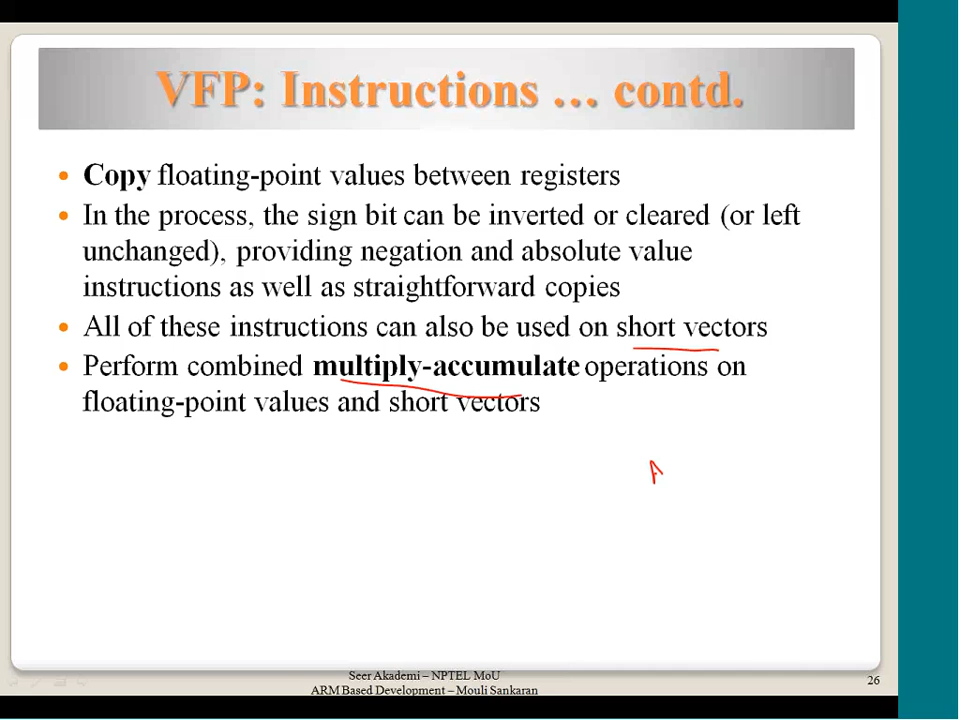 VFP: Instructions ... contd.
• Copy floating-point values between registers
• In the process, the sign bit can be inverted or cleared (or left
unchanged), providing negation and absolute value
instructions as well as straightforward copies
• All of these instructions can also be used on short vectors
• Perform combined multiply-accumulate operations on
floating-point values and short vectors
A
Seer Akademi – NPTEL MoU
ARM Based Development – Mouli Sankaran
26